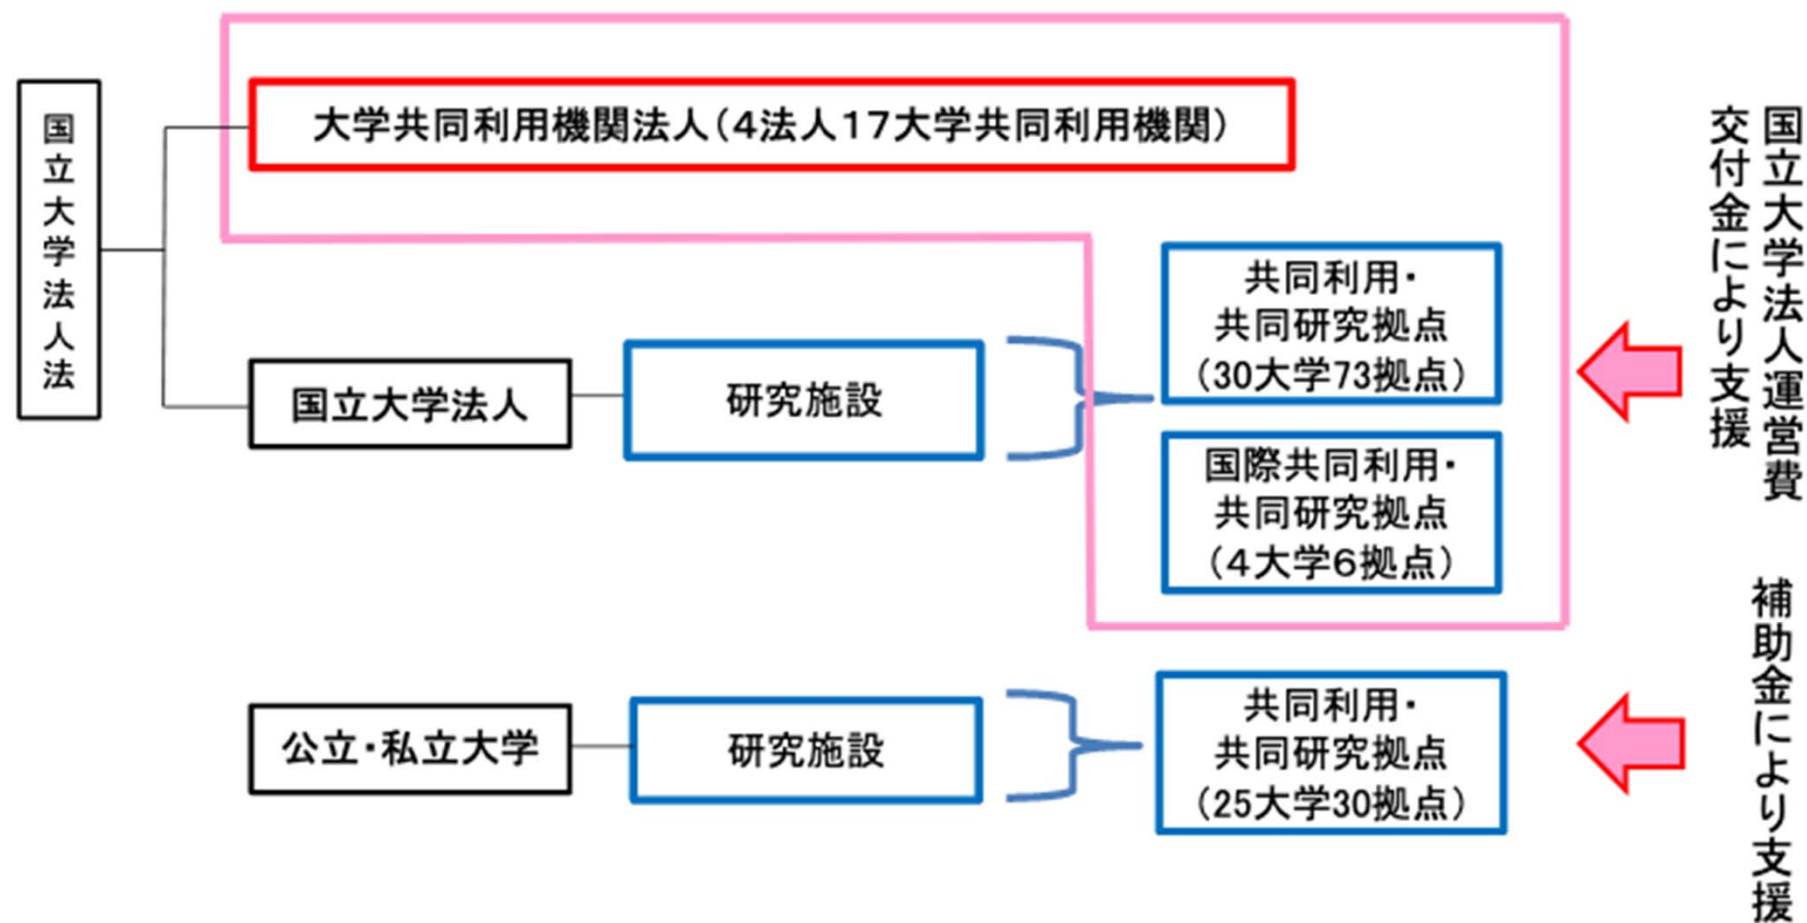 国立大学法人法
大学共同利用機関法人(4法人17大学共同利用機関)
国立大学法人
研究施設
共同利用・
共同研究拠点
(30大学73拠点)
国際共同利用・
共同研究拠点
(4大学6拠点)
国立大学法人運営費
交付金により支援
公立・私立大学
研究施設
共同利用・
共同研究拠点
(25大学30拠点)
補助金により支援